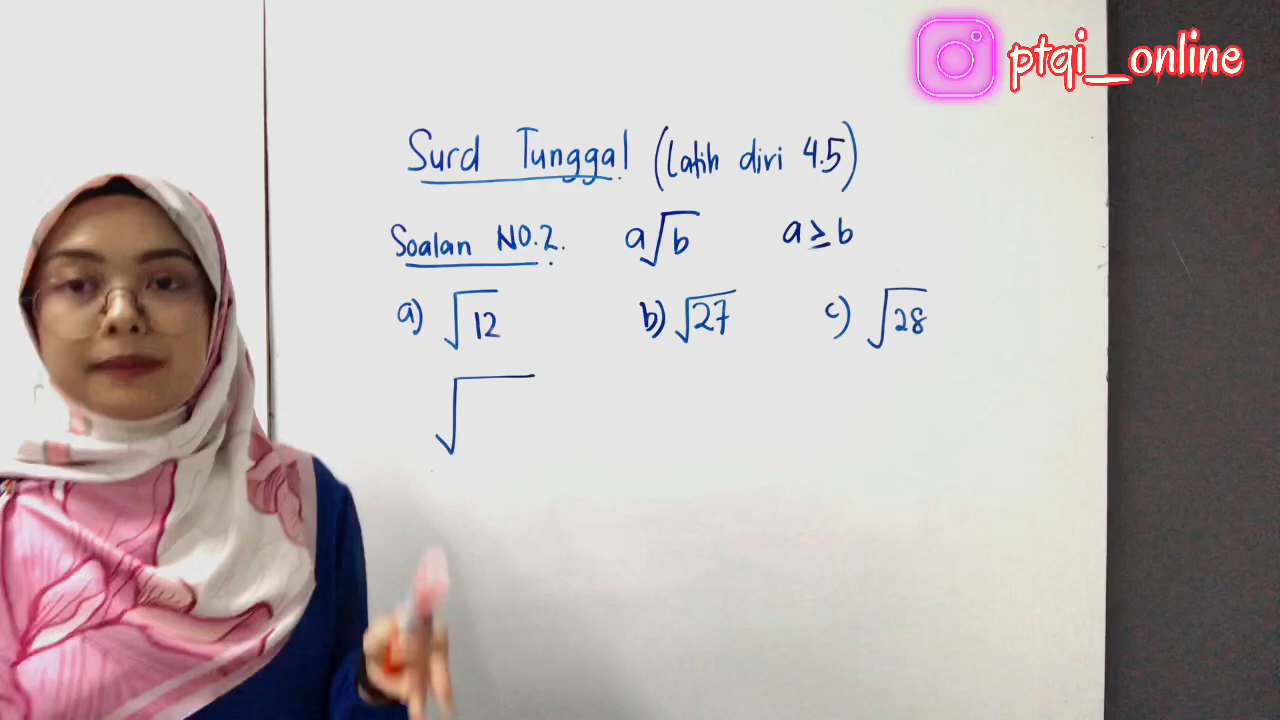 ptqi_online
Surd Tunggal (Latih diri 4.5)
Soalan NO.2. a√b a ≥ b
a) √12 b) √27 c) √28
√